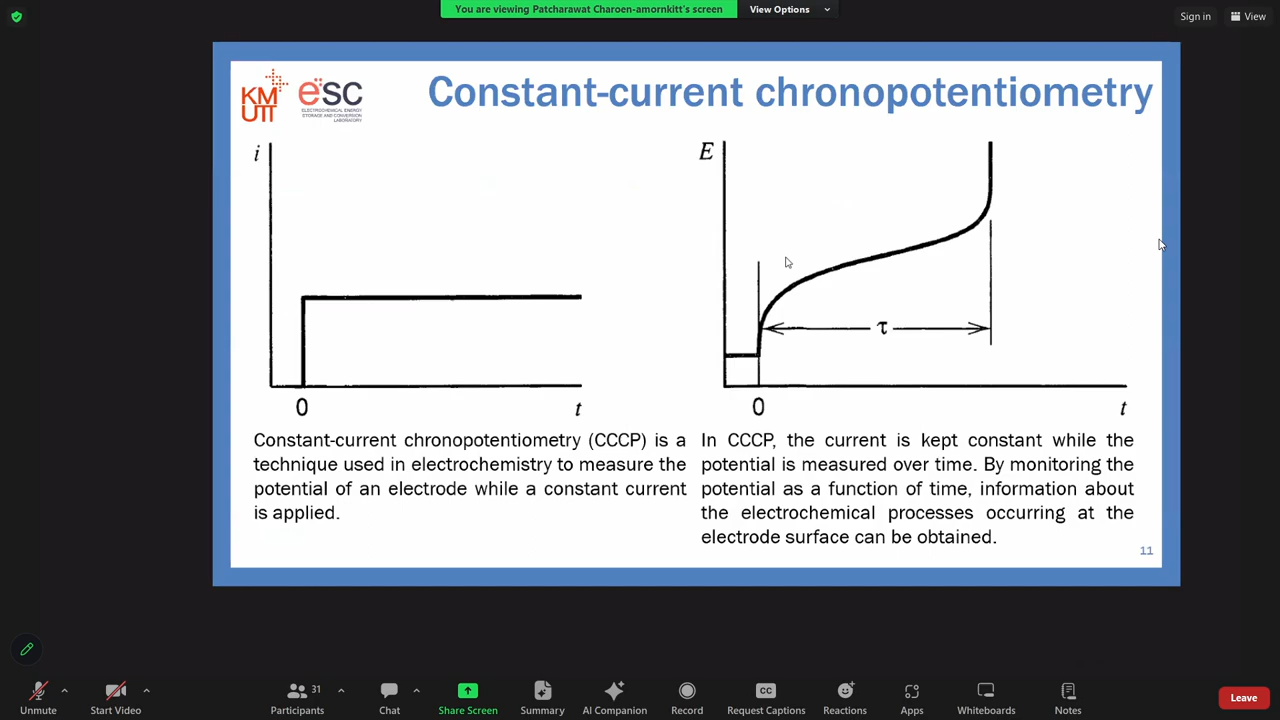 You are viewing Patcharawat Charoen-amornkitt's screen
View Options
Sign in
View
KM
UTT
esc
ELECTROCHEMICAL ENERGY
STORAGE AND CONVERSION
LABORATORY
Constant-current chronopotentiometry
i
0
t
E
τ
0
t
Constant-current chronopotentiometry (CCCP) is a
technique used in electrochemistry to measure the
potential of an electrode while a constant current
is applied.
In CCCP, the current is kept constant while the
potential is measured over time. By monitoring the
potential as a function of time, information about
the electrochemical processes occurring at the
electrode surface can be obtained.
11
Unmute
Start Video
31
Participants
Chat
Share Screen
Summary
AI Companion
Record
CC
Request Captions
Reactions
Apps
Whiteboards
Notes
Leave